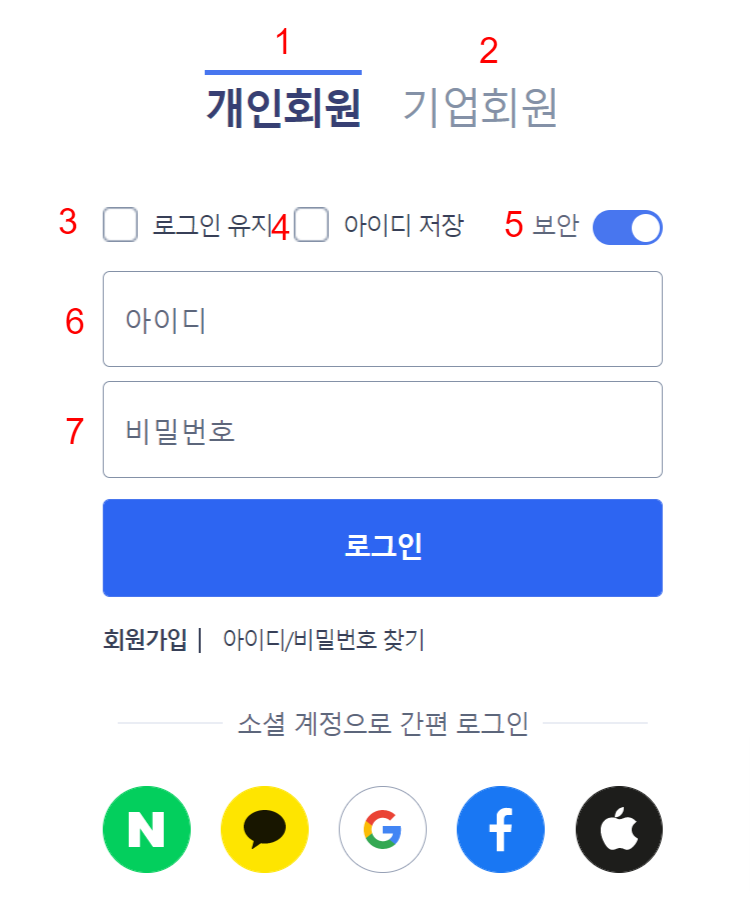 1 2
개인회원 기업회원
3 로그인 유지 4 아이디 저장 5 보안
6 아이디
7 비밀번호
로그인
회원가입 | 아이디/비밀번호 찾기
소셜 계정으로 간편 로그인
N G f